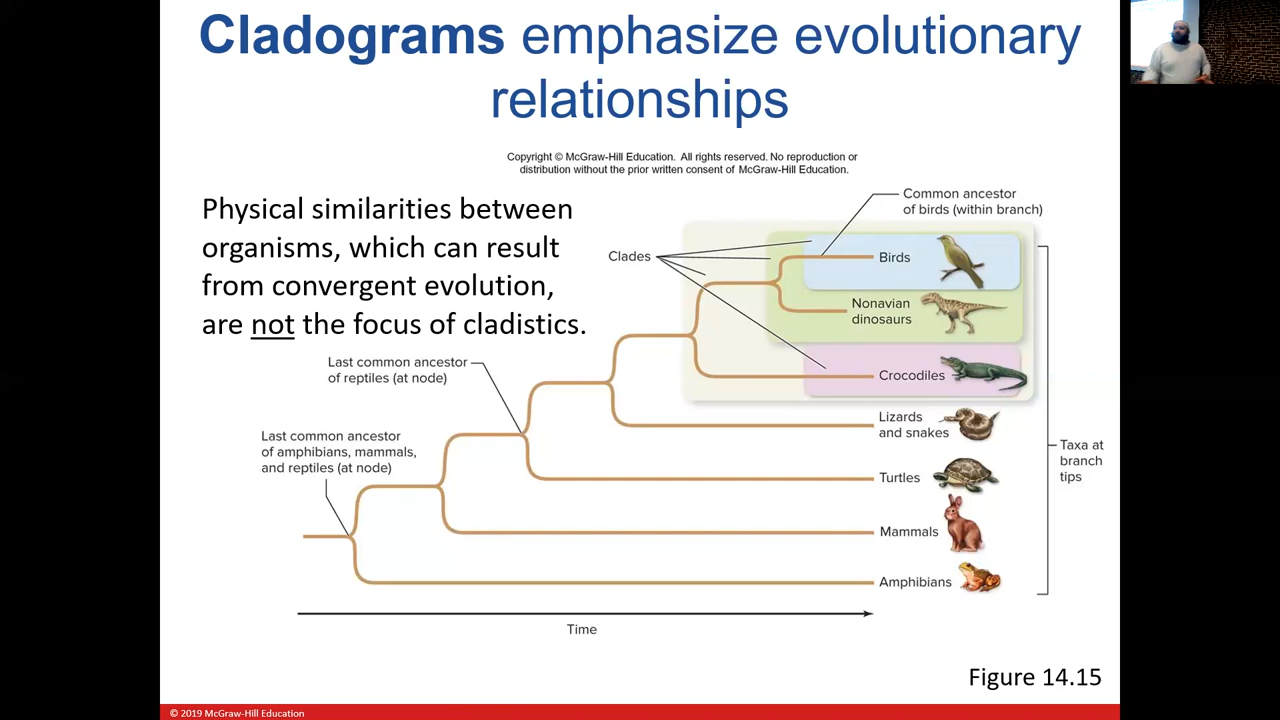 Cladograms emphasize evolutionary
relationships
Copyright © McGraw-Hill Education. All rights reserved. No reproduction or
distribution without the prior written consent of McGraw-Hill Education.
Physical similarities between
organisms, which can result
from convergent evolution,
are not the focus of cladistics.
Common ancestor
of birds (within branch)
Clades
Birds
Nonavian
dinosaurs
Crocodiles
Lizards
and snakes
Turtles
Mammals
Amphibians
Taxa at
branch
tips
Last common ancestor
of reptiles (at node)
Last common ancestor
of amphibians, mammals,
and reptiles (at node)
Time
Figure 14.15
© 2019 McGraw-Hill Education